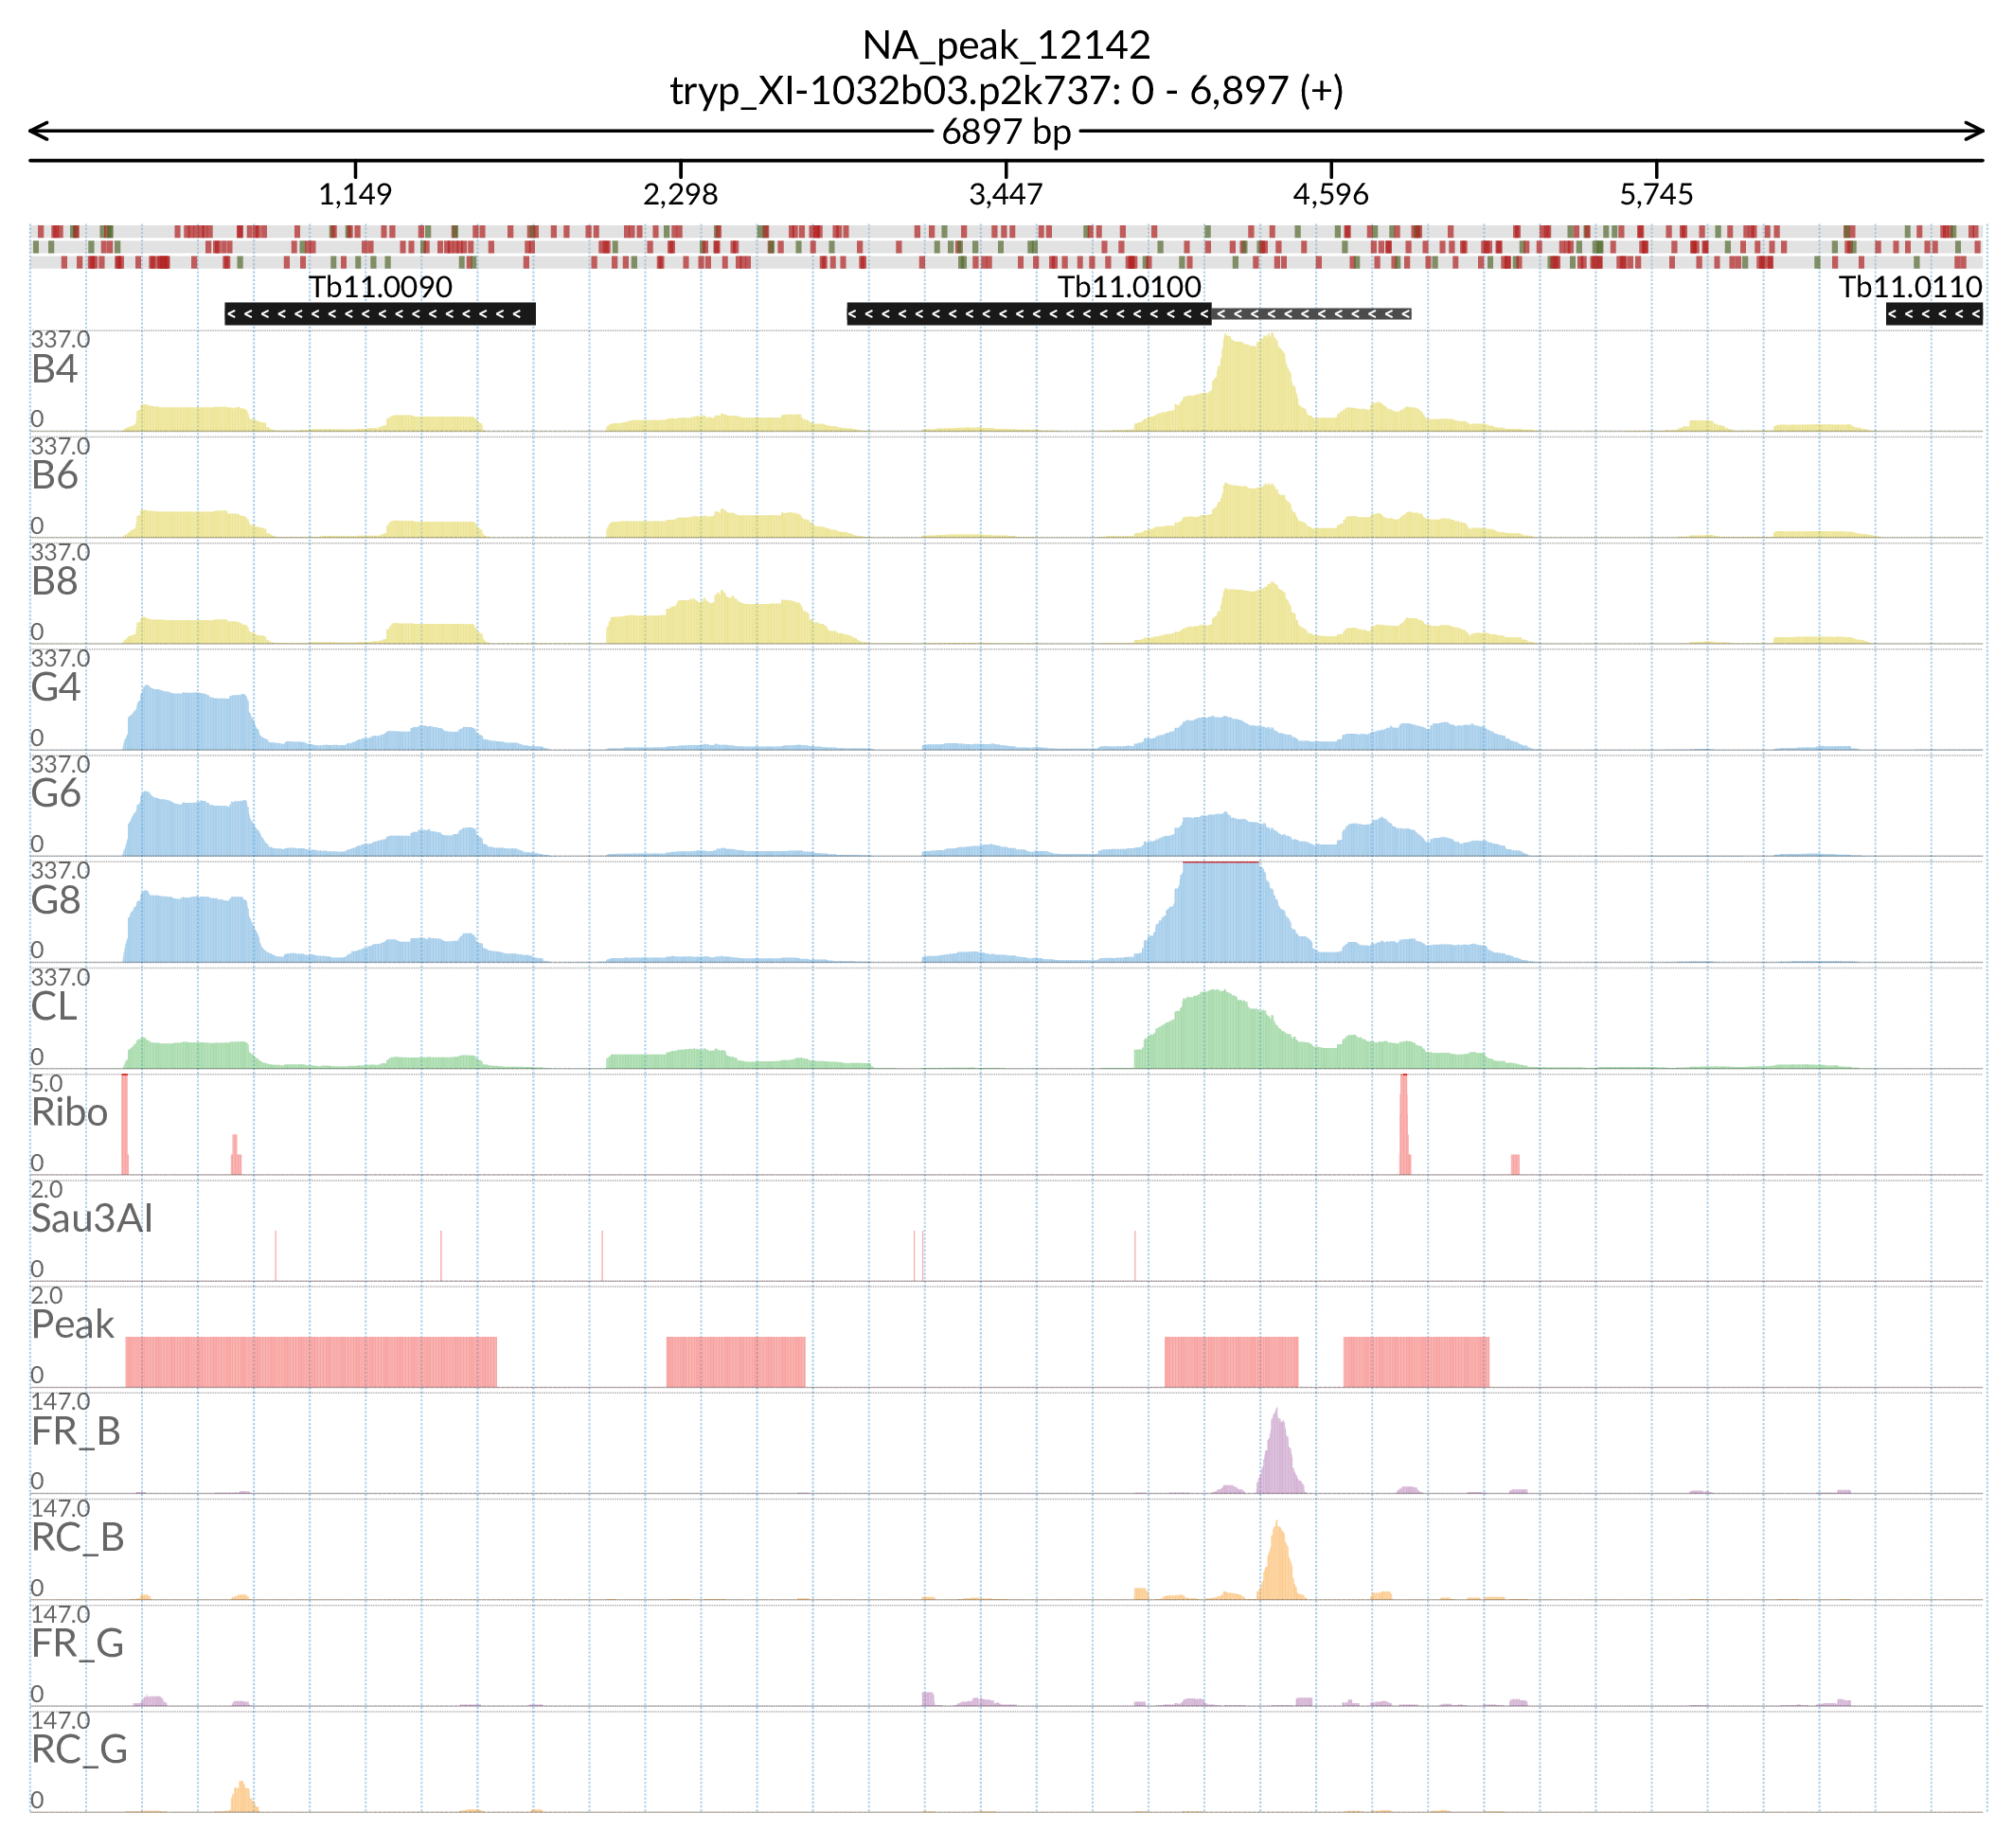 NA_peak_12142
tryp_XI-1032b03.p2k737: 0 - 6,897 (+)
6897 bp
1,149 2,298 3,447 4,596 5,745
Tb11.0090 Tb11.0100 Tb11.0110
337.0
B4
0
337.0
B6
0
337.0
B8
0
337.0
G4
0
337.0
G6
0
337.0
G8
0
337.0
CL
0
5.0
Ribo
0
2.0
Sau3AI
0
2.0
Peak
0
147.0
FR_B
0
147.0
RC_B
0
147.0
FR_G
0
147.0
RC_G
0